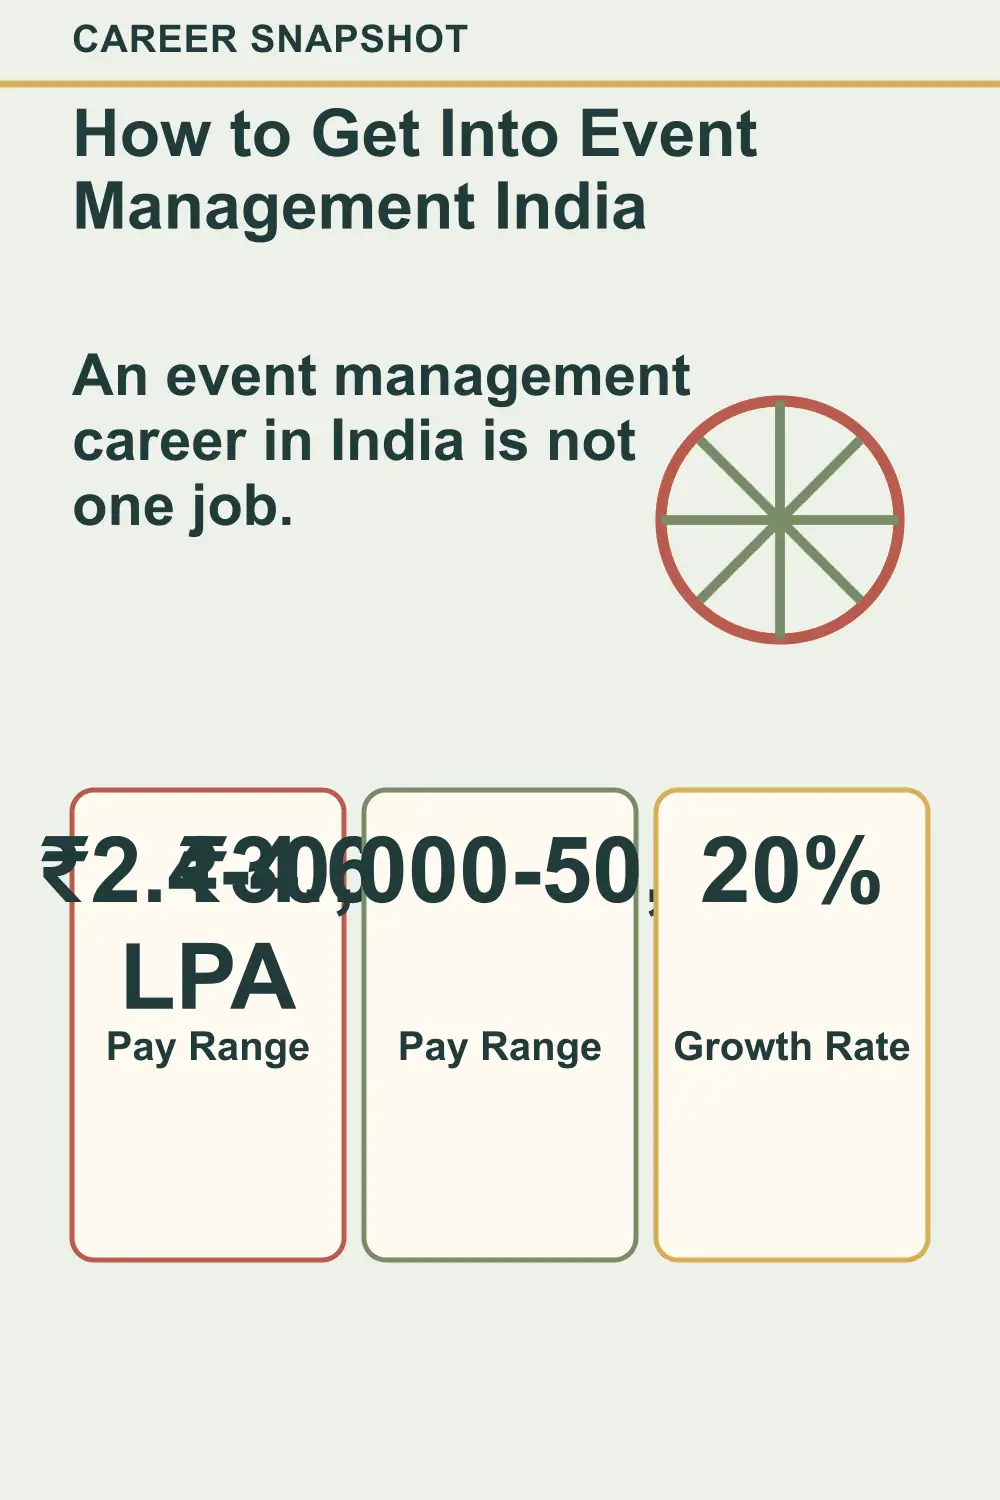 CAREER SNAPSHOT
How to Get Into Event
Management India
An event management
career in India is not
one job.
20%
LPA
Pay Range
Pay Range
Growth Rate